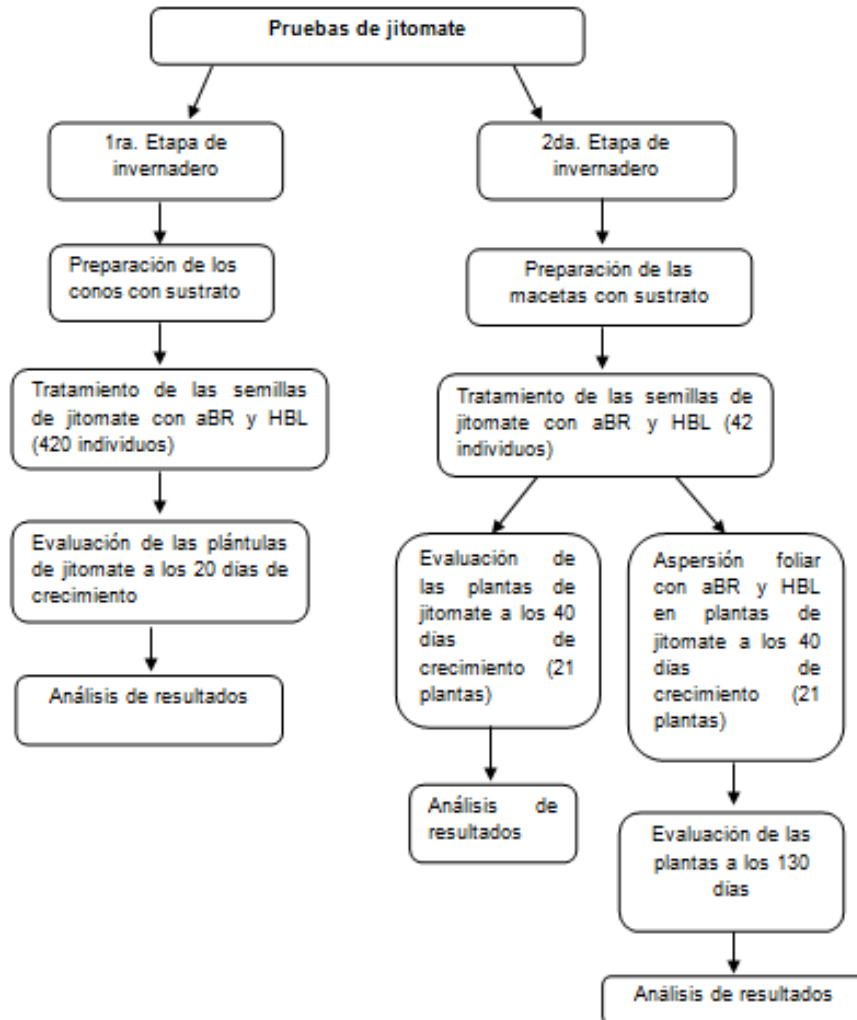 Pruebas de jitomate
1ra. Etapa de
invernadero
Preparación de los
conos con sustrato
Tratamiento de las semillas
de jitomate con aBR y HBL
(420 individuos)
Evaluación de las plántulas
de jitomate a los 20 días de
crecimiento
Análisis de resultados
2da. Etapa de
invernadero
Preparación de las
macetas con sustrato
Tratamiento de las semillas de
jitomate con aBR y HBL (42
individuos)
Evaluación de
las plantas de
jitomate a los 40
días de
crecimiento (21
plantas)
Análisis de
resultados
Aspersión foliar
con aBR y HBL
en plantas de
jitomate a los 40
días de
crecimiento (21
plantas)
Evaluación de las
plantas a los 130
días
Análisis de resultados